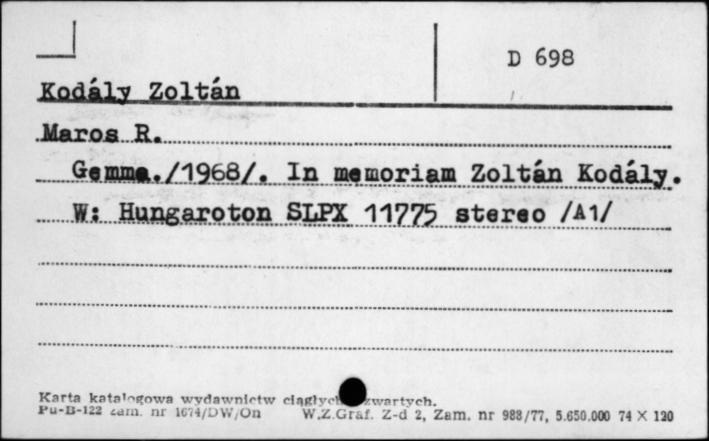 D 698
Kodály Zoltán
Maros R.
Gemma./1968/. In memoriam Zoltán Kodály.
W: Hungaroton SLPX 11775 stereo /A1/
Karta katalogowa wydawnictw ciągłych zwartych.
Pu-B-122 zam. nr 1674/DW/On W.Z.Graf. Z-d 2, Zam. nr 988/77, 5.650.000 74 X 120